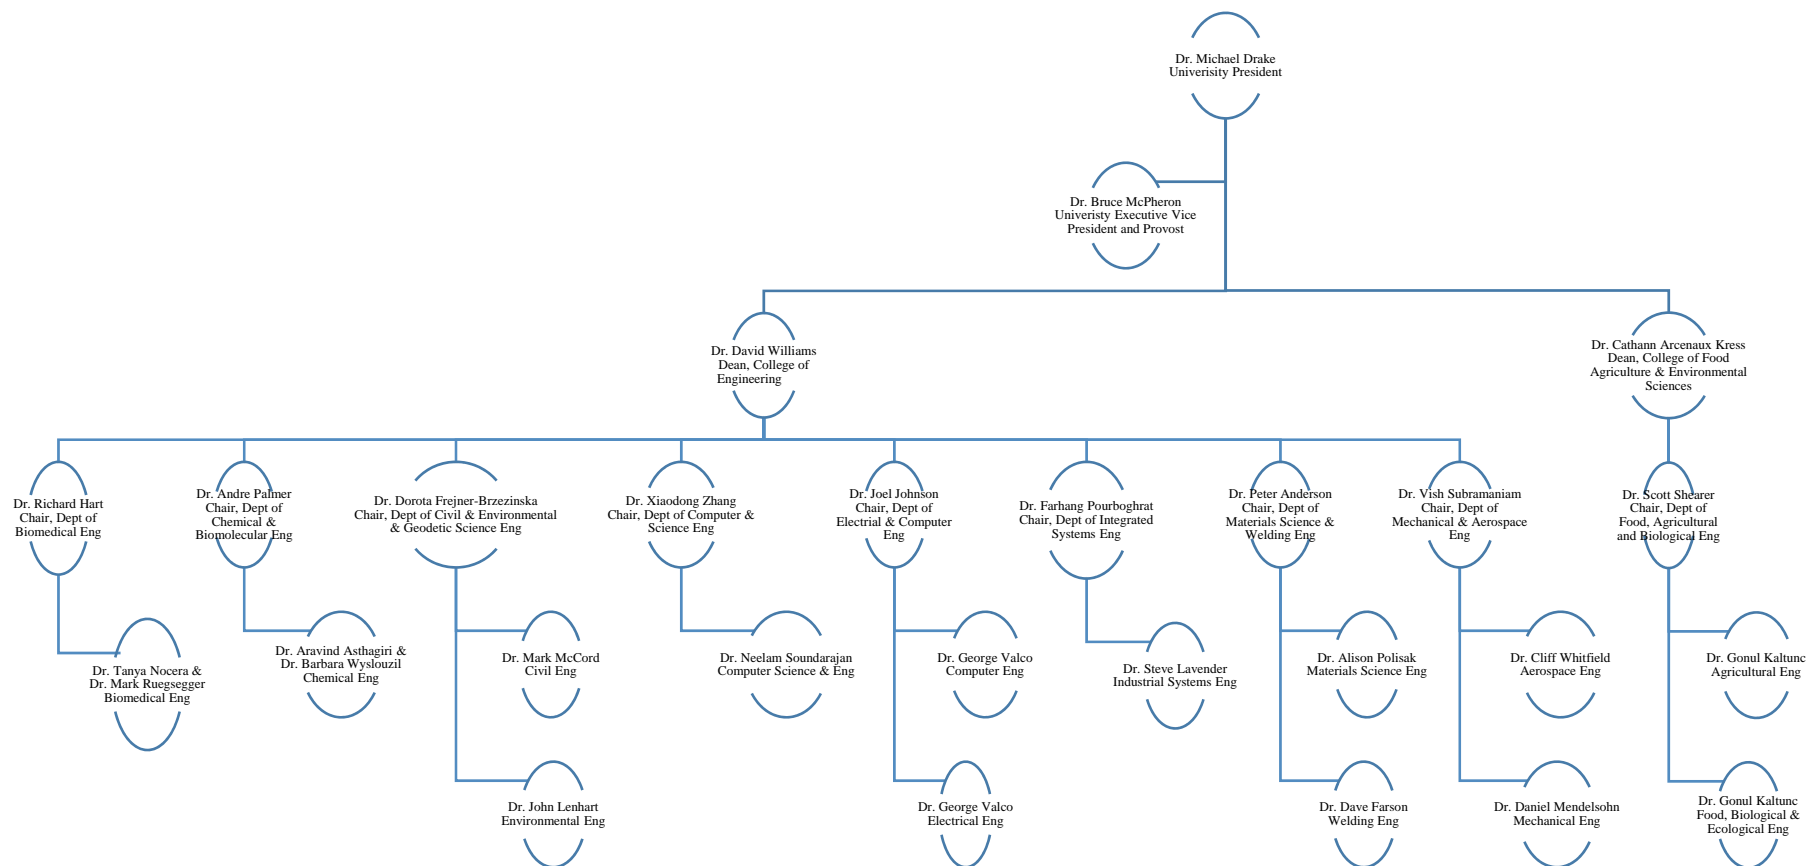 Dr. Michael Drake
Univerisity President
Dr. Bruce McPheron
Univeristy Executive Vice
President and Provost
Dr. David Williams
Dean, College of
Engineering
Dr. Cathann Arcenaux Kress
Dean, College of Food
Agriculture & Environmental
Sciences
Dr. Richard Hart
Chair, Dept of
Biomedical Eng
Dr. Andre Palmer
Chair, Dept of
Chemical &
Biomolecular Eng
Dr. Dorota Frejner-Brzezinska
Chair, Dept of Civil & Environmental
& Geodetic Science Eng
Dr. Xiaodong Zhang
Chair, Dept of Computer &
Science Eng
Dr. Joel Johnson
Chair, Dept of
Electrial & Computer
Eng
Dr. Farhang Pourboghrat
Chair, Dept of Integrated
Systems Eng
Dr. Peter Anderson
Chair, Dept of
Materials Science &
Welding Eng
Dr. Vish Subramaniam
Chair, Dept of
Mechanical & Aerospace
Eng
Dr. Scott Shearer
Chair, Dept of
Food, Agricultural
and Biological Eng
Dr. Tanya Nocera &
Dr. Mark Ruegsegger
Biomedical Eng
Dr. Aravind Asthagiri &
Dr. Barbara Wyslouzil
Chemical Eng
Dr. Mark McCord
Civil Eng
Dr. Neelam Soundarajan
Computer Science & Eng
Dr. George Valco
Computer Eng
Dr. Steve Lavender
Industrial Systems Eng
Dr. Alison Polisak
Materials Science Eng
Dr. Cliff Whitfield
Aerospace Eng
Dr. Gonul Kaltunc
Agricultural Eng
Dr. John Lenhart
Environmental Eng
Dr. George Valco
Electrical Eng
Dr. Dave Farson
Welding Eng
Dr. Daniel Mendelsohn
Mechanical Eng
Dr. Gonul Kaltunc
Food, Biological &
Ecological Eng